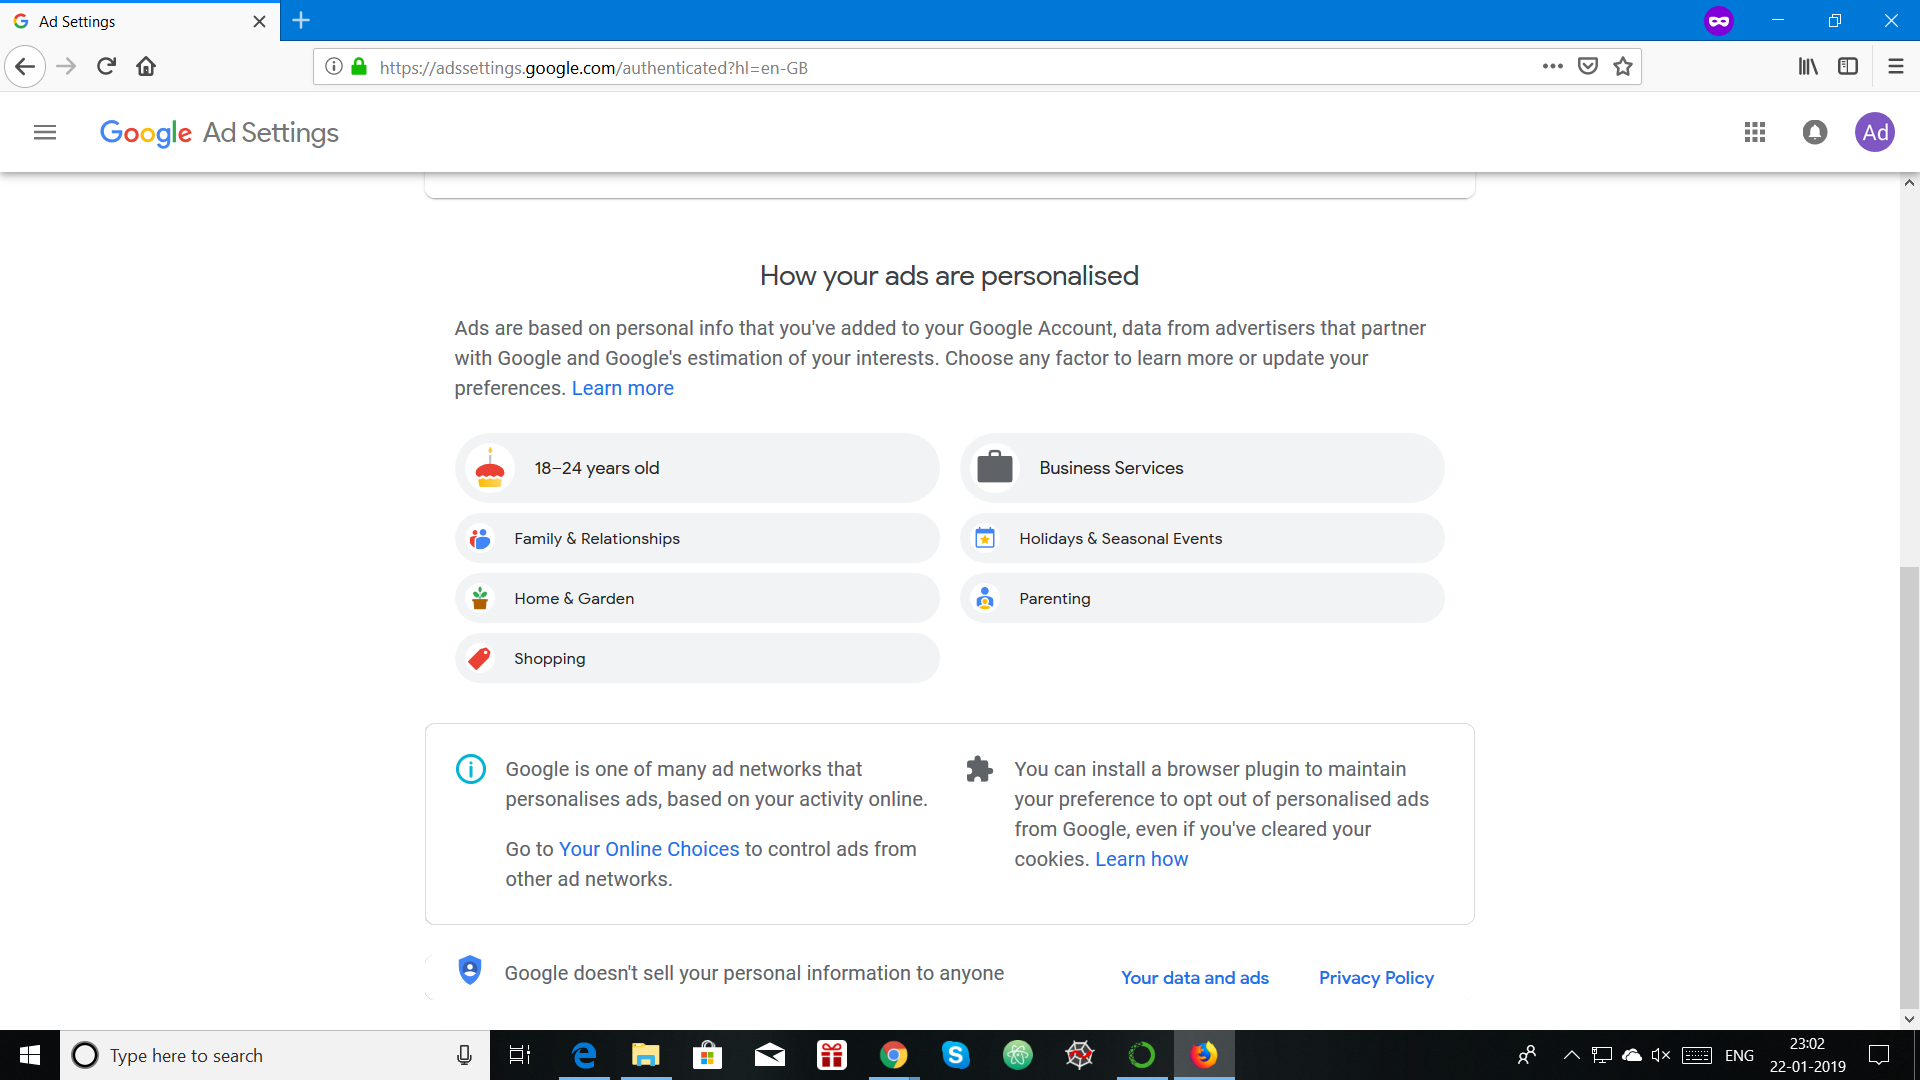 Ad Settings
https://adssettings.google.com/authenticated?hl=en-GB
Google Ad Settings
Ad
How your ads are personalised
Ads are based on personal info that you've added to your Google Account, data from advertisers that partner
with Google and Google's estimation of your interests. Choose any factor to learn more or update your
preferences. Learn more
18–24 years old
Business Services
Family & Relationships
Holidays & Seasonal Events
Home & Garden
Parenting
Shopping
Google is one of many ad networks that
personalises ads, based on your activity online.
Go to Your Online Choices to control ads from
other ad networks.
You can install a browser plugin to maintain
your preference to opt out of personalised ads
from Google, even if you've cleared your
cookies. Learn how
Google doesn't sell your personal information to anyone
Your data and ads
Privacy Policy
Type here to search
ENG
23:02
22-01-2019